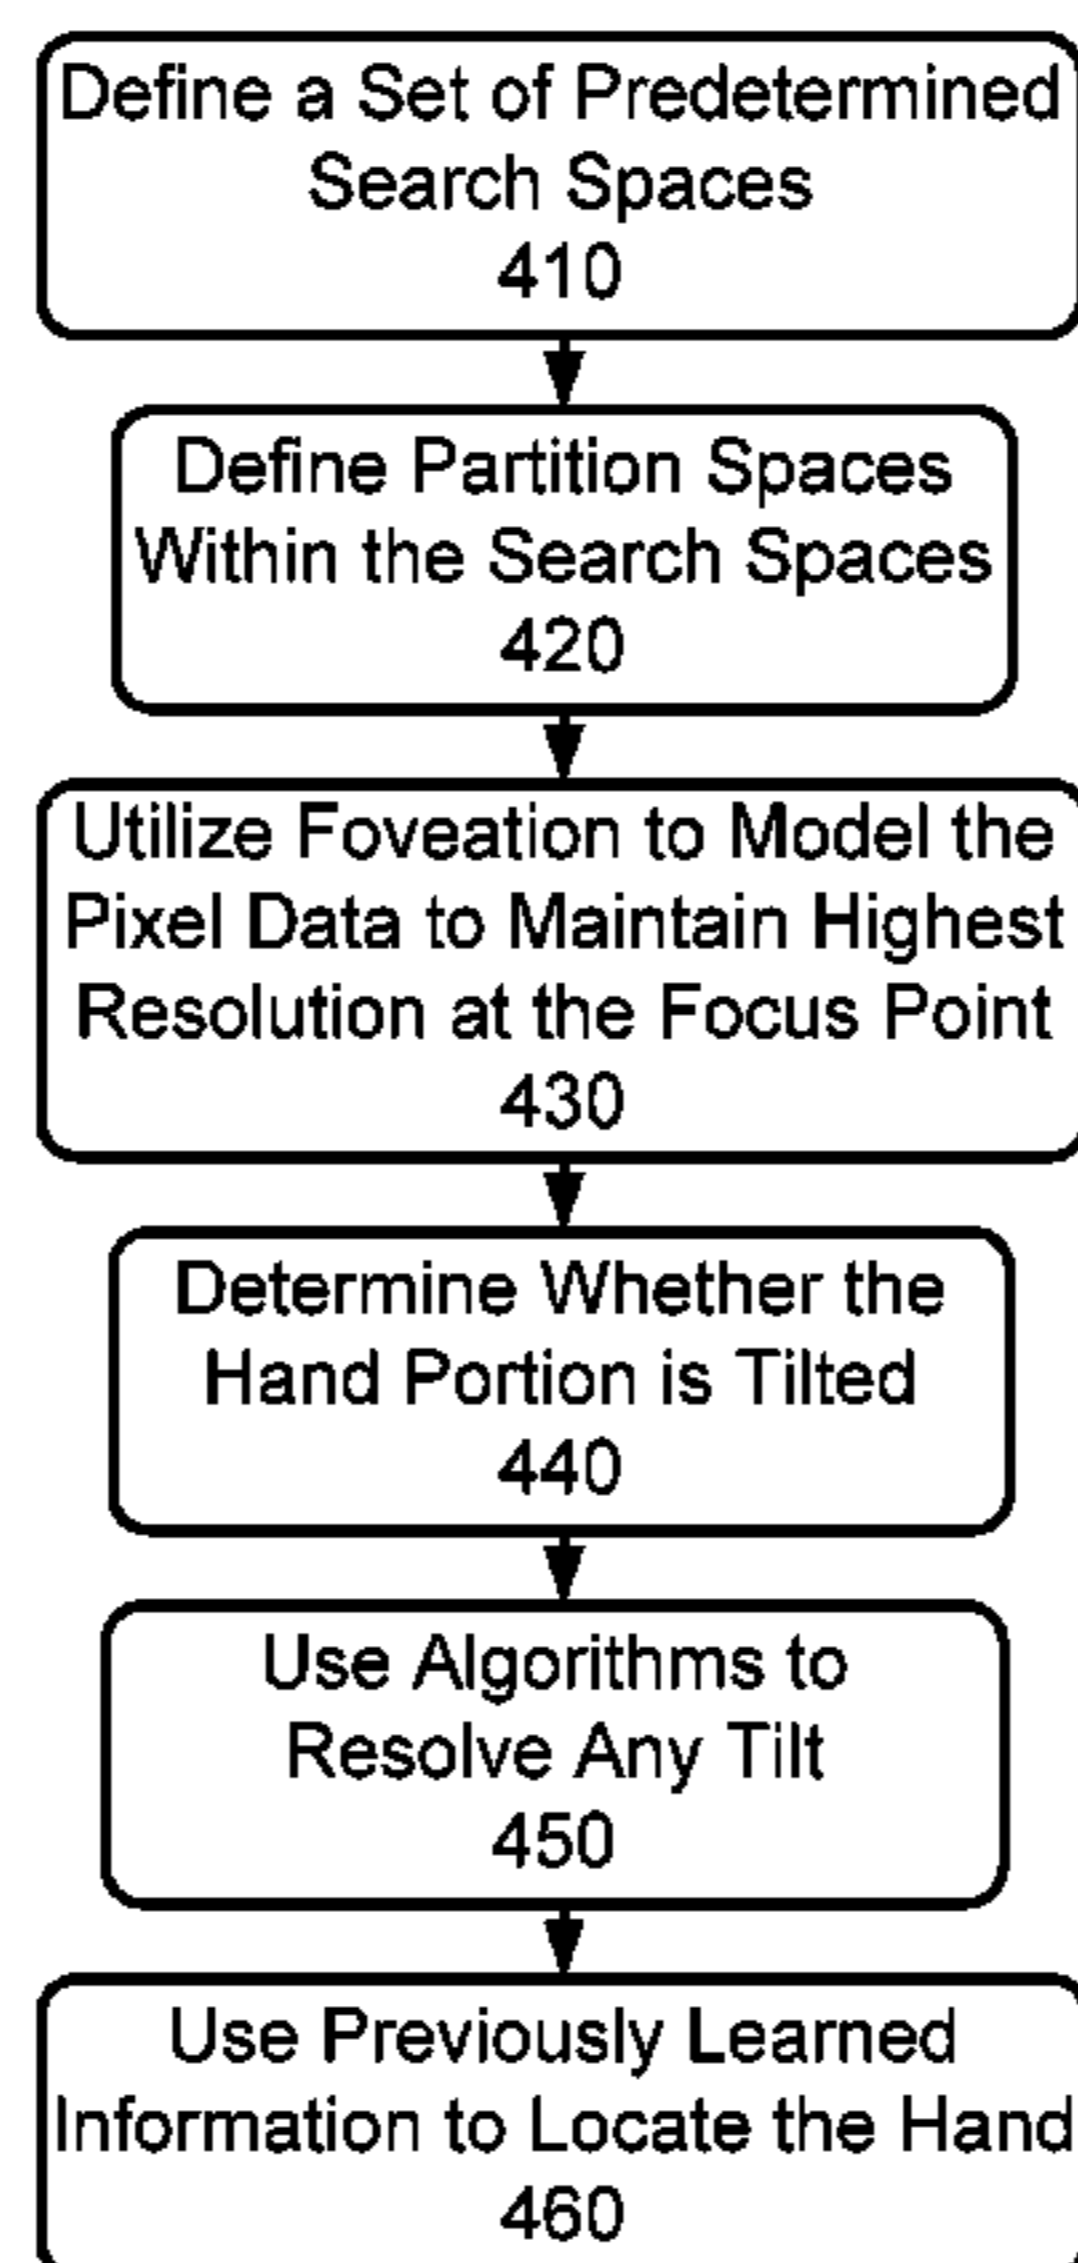 Define a Set of Predetermined
Search Spaces
410
Define Partition Spaces
Within the Search Spaces
420
Utilize Foveation to Model the
Pixel Data to Maintain Highest
Resolution at the Focus Point
430
Determine Whether the
Hand Portion is Tilted
440
Use Algorithms to
Resolve Any Tilt
450
Use Previously Learned
Information to Locate the Hand
460